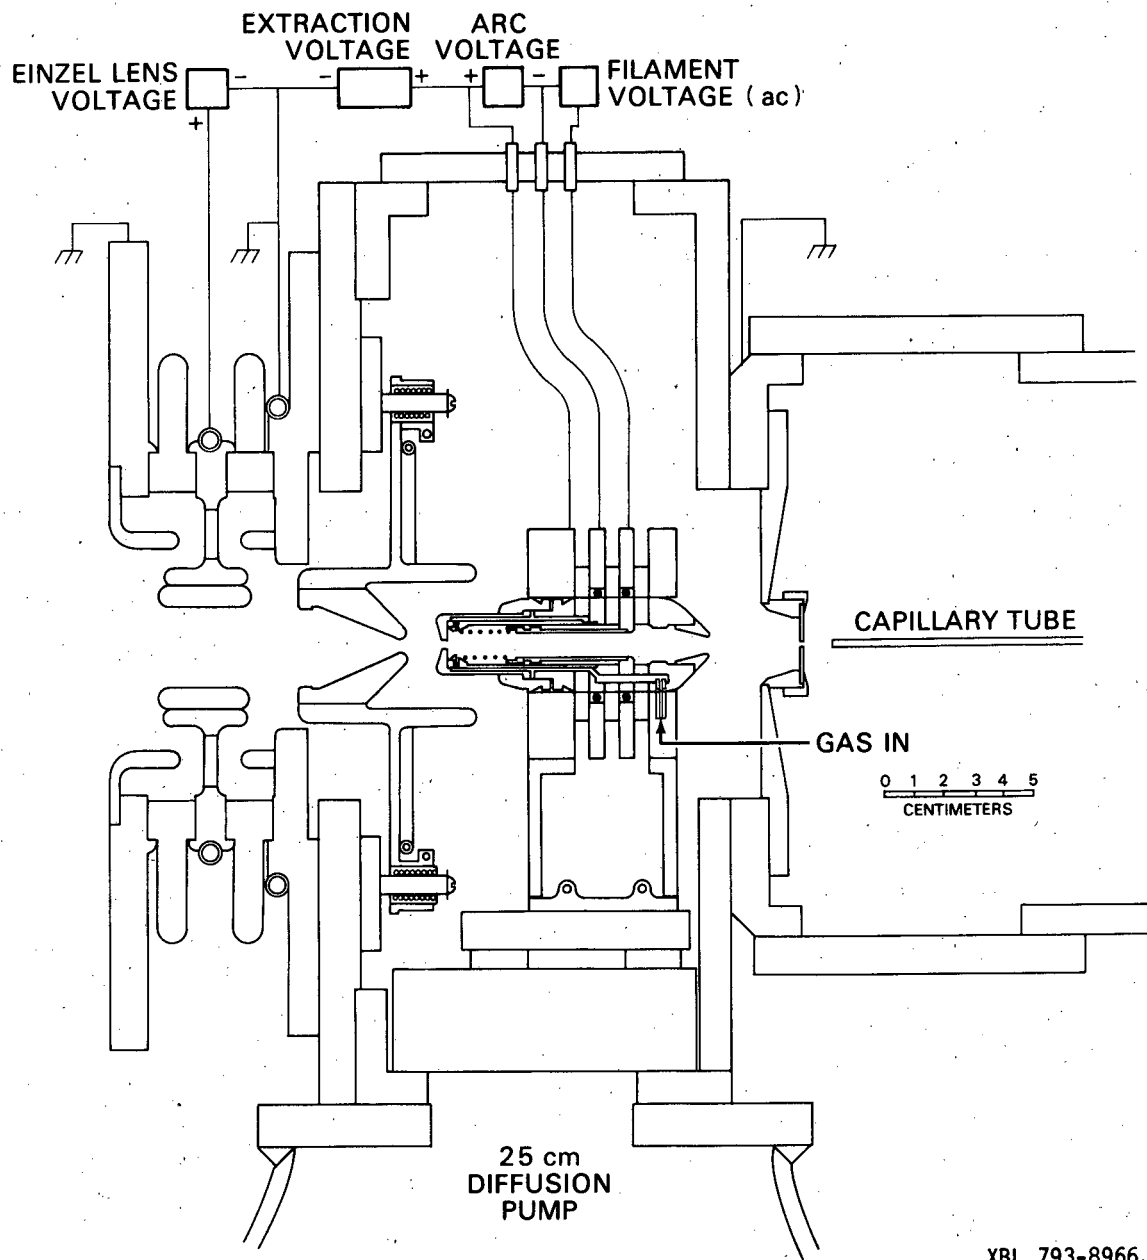 EXTRACTION
VOLTAGE
ARC
VOLTAGE
EINZEL LENS
VOLTAGE
- - + + -
+
FILAMENT
VOLTAGE (ac)
CAPILLARY TUBE
GAS IN
0 1 2 3 4 5
CENTIMETERS
25 cm
DIFFUSION
PUMP
XBL 793-8966